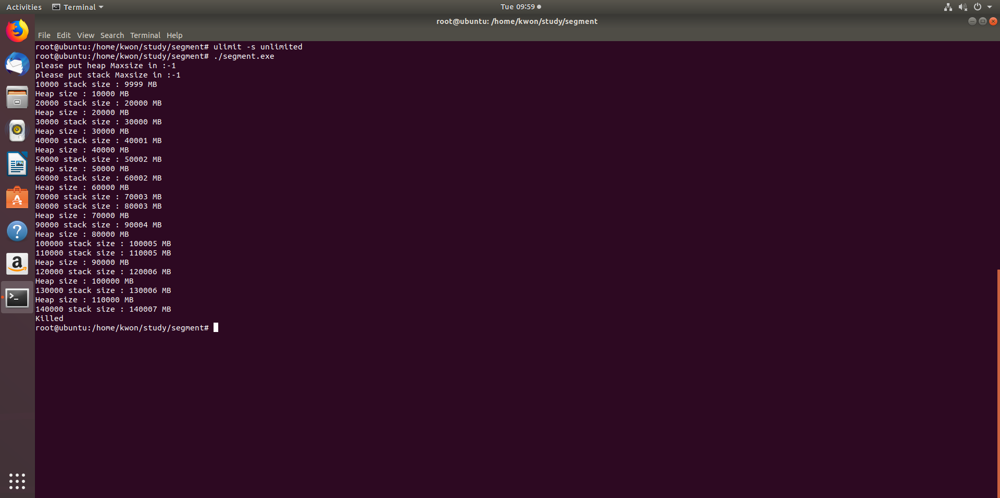 Activities Terminal Tue 09:59
root@ubuntu: /home/kwon/study/segment
File Edit View Search Terminal Help
root@ubuntu:/home/kwon/study/segment# ulimit -s unlimited
root@ubuntu:/home/kwon/study/segment# ./segment.exe
please put heap Maxsize in :-1
please put stack Maxsize in :-1
10000 stack size : 9999 MB
Heap size : 10000 MB
20000 stack size : 20000 MB
Heap size : 20000 MB
30000 stack size : 30000 MB
Heap size : 30000 MB
40000 stack size : 40001 MB
Heap size : 40000 MB
50000 stack size : 50002 MB
Heap size : 50000 MB
60000 stack size : 60002 MB
Heap size : 60000 MB
70000 stack size : 70003 MB
80000 stack size : 80003 MB
Heap size : 70000 MB
90000 stack size : 90004 MB
Heap size : 80000 MB
100000 stack size : 100005 MB
110000 stack size : 110005 MB
Heap size : 90000 MB
120000 stack size : 120006 MB
Heap size : 100000 MB
130000 stack size : 130006 MB
Heap size : 110000 MB
140000 stack size : 140007 MB
Killed
root@ubuntu:/home/kwon/study/segment#